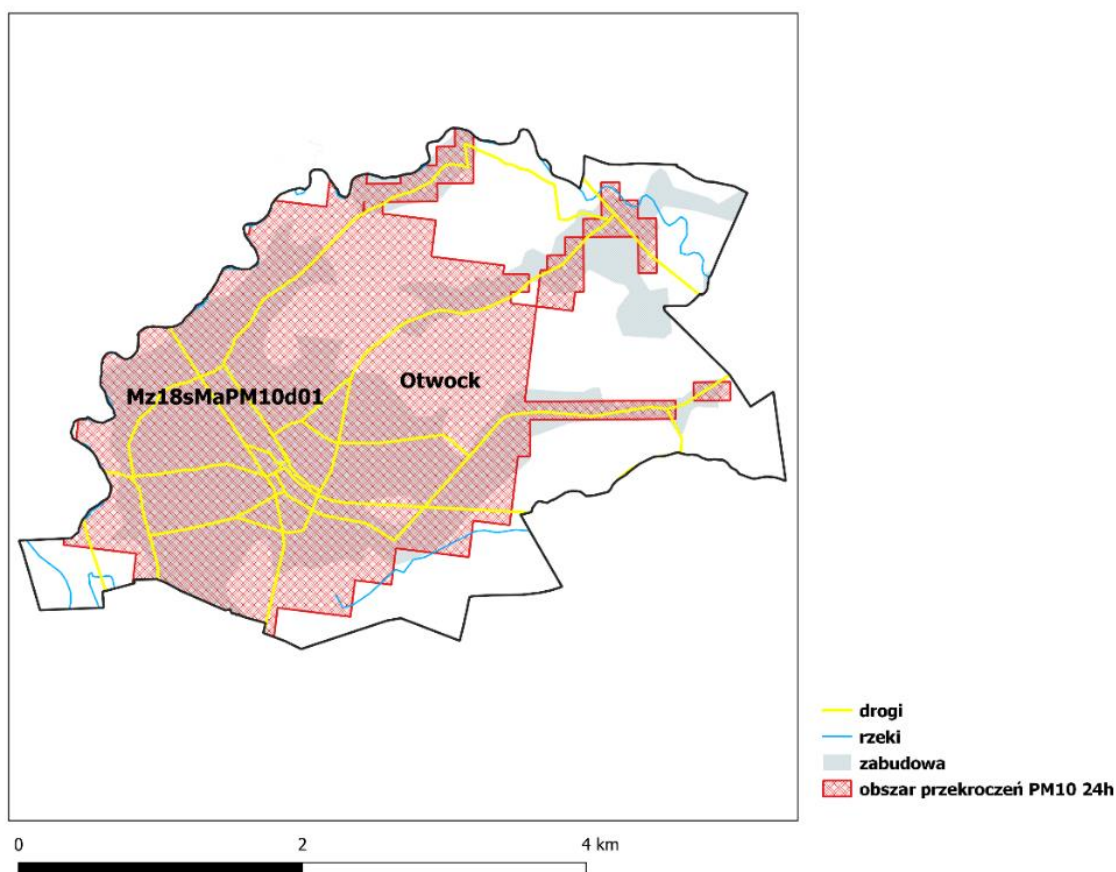 Otwock
Mz18sMaPM10d01
drogi
rzeki
zabudowa
obszar przekroczeń PM10 24h
0 2 4 km